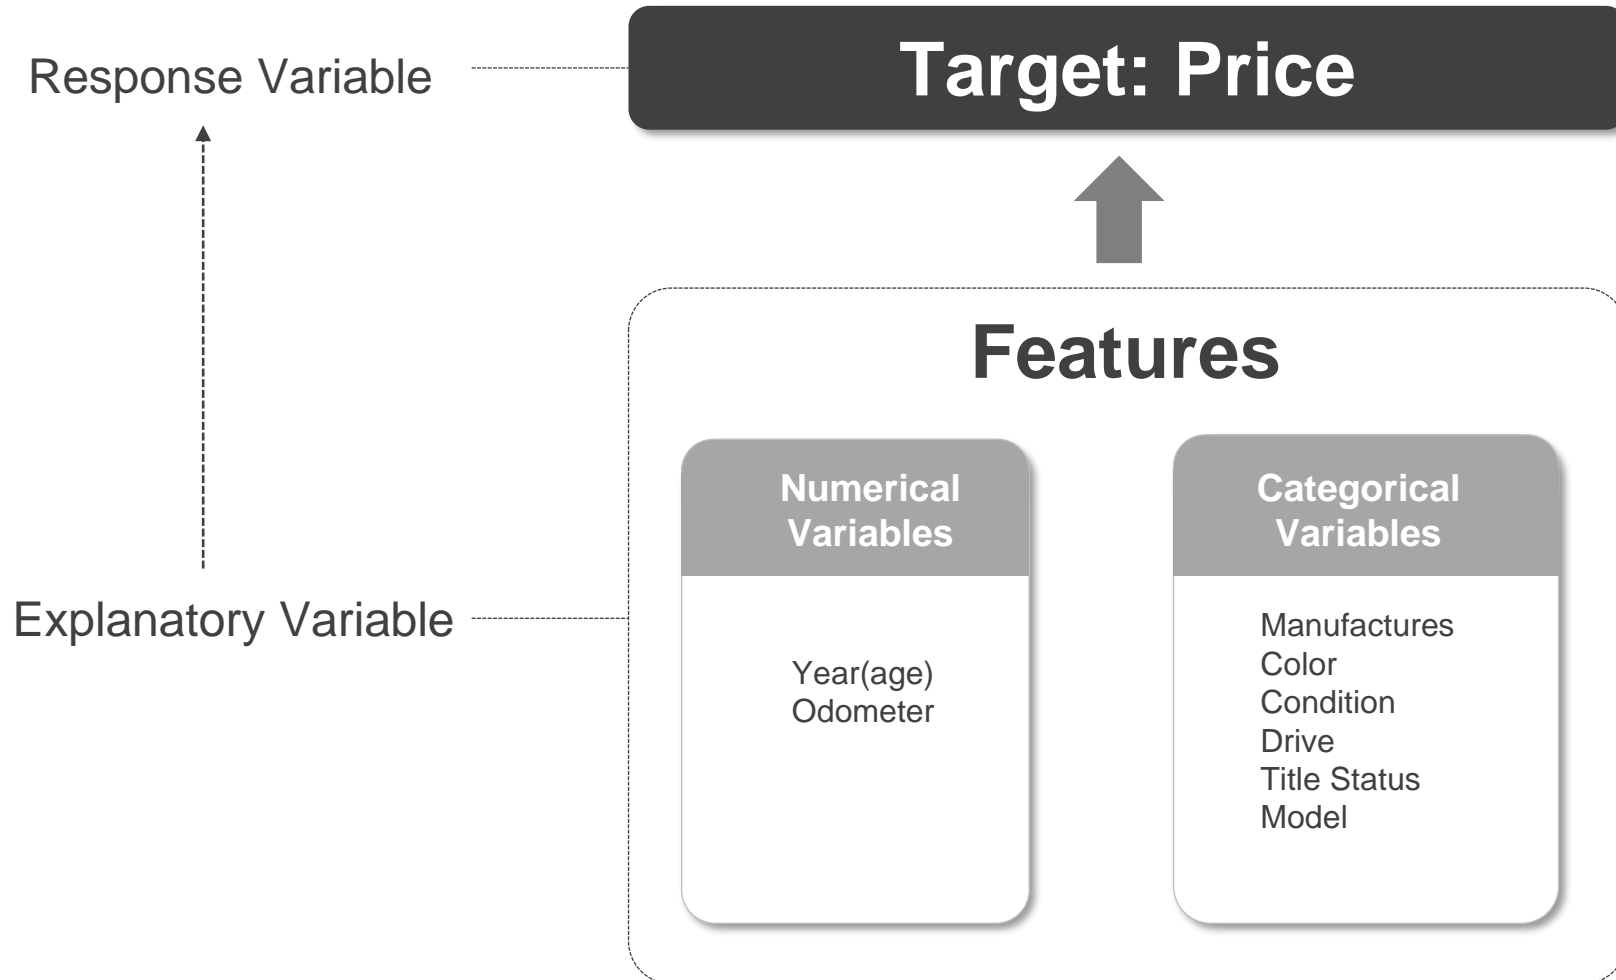 Response Variable
Target: Price
Features
Numerical
Variables
Categorical
Variables
Explanatory Variable
Year(age)
Odometer
Manufactures
Color
Condition
Drive
Title Status
Model